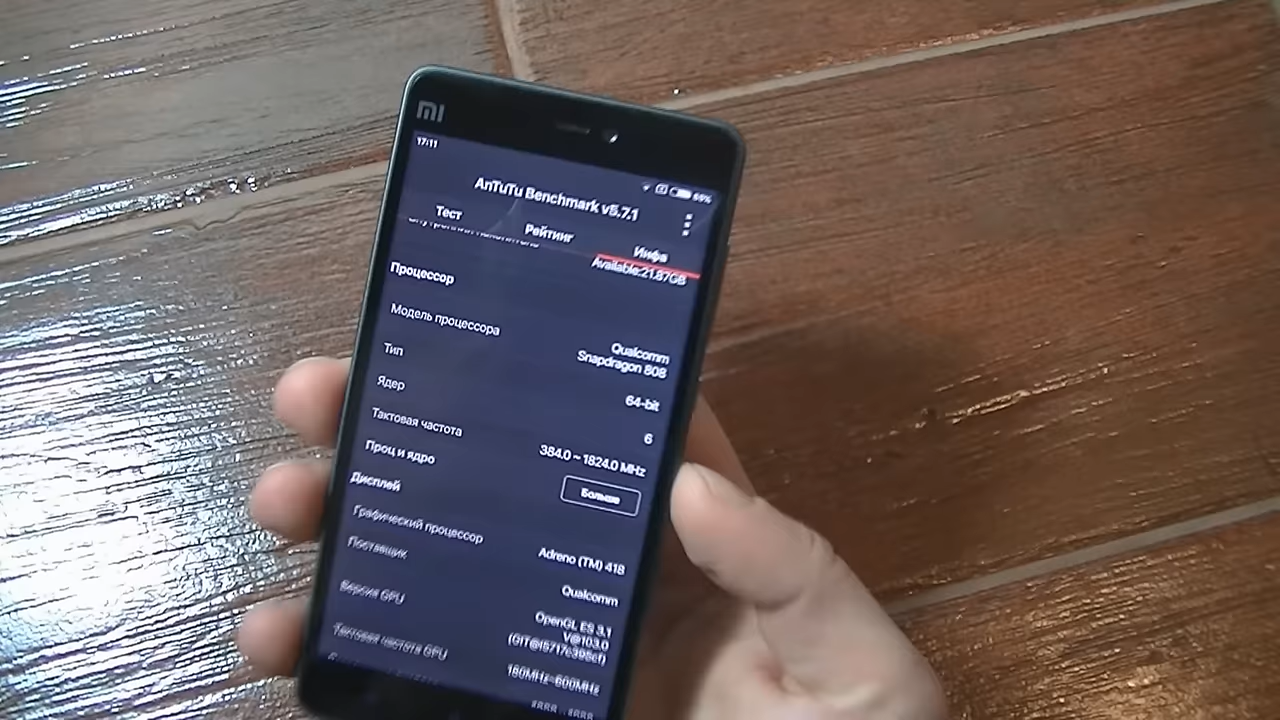 MI
17:11
65%
AnTuTu Benchmark v5.7.1
Тест
Рейтинг
Инфо
Available:21.87GB
Процессор
Модель процессора
Qualcomm
Snapdragon 808
Тип
64-bit
Ядер
6
Тактовая частота
384.0 ~ 1824.0 MHz
Проц и ядро
Больше
Дисплей
Графический процессор
Adreno (TM) 418
Поставщик
Qualcomm
Версия GPU
OpenGL ES 3.1
Тактовая частота GPU
180MHz~600MHz